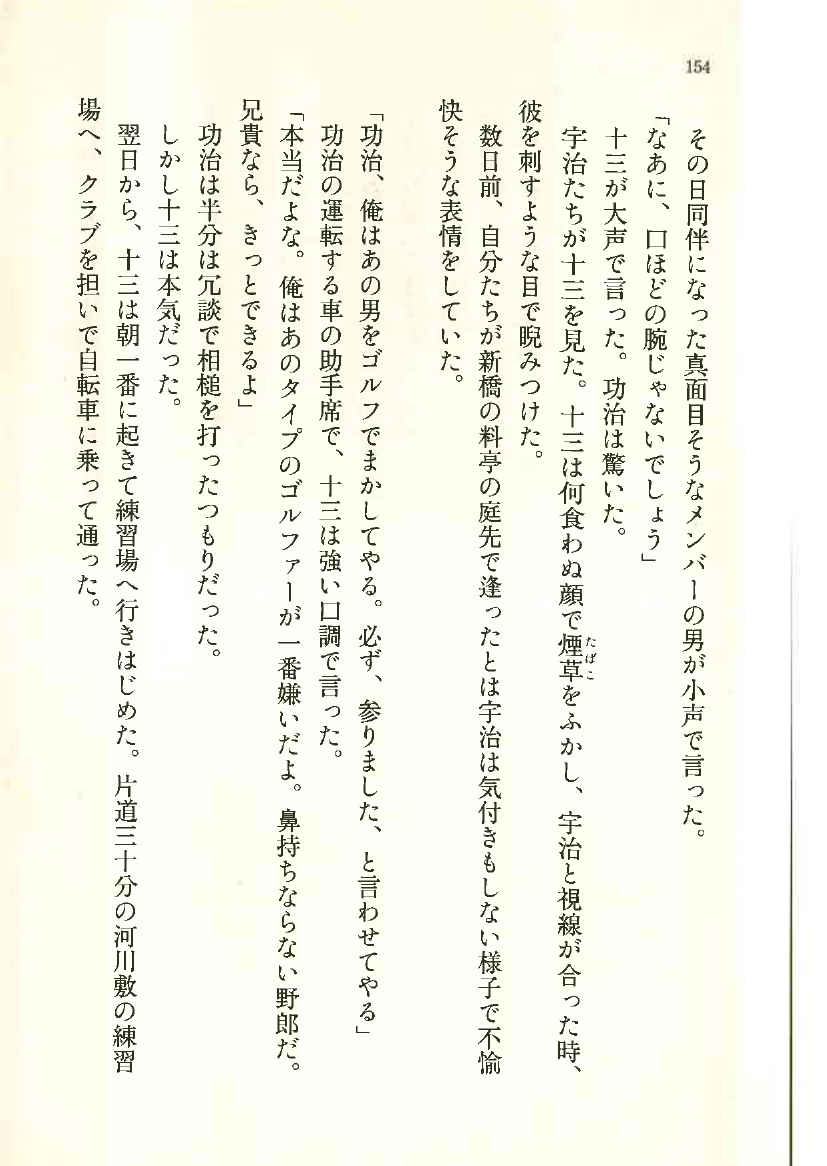 154
その日同伴になった真面目そうなメンバーの男が小声で言った。
「なあに、口ほどの腕じゃないでしょう」
十三が大声で言った。功治は驚いた。
宇治たちが十三を見た。十三は何食わぬ顔で煙草をふかし、宇治と視線が合った時、
たばこ
彼を刺すような目で睨みつけた。
数日前、自分たちが新橋の料亭の庭先で逢ったとは宇治は気付きもしない様子で不愉
快そうな表情をしていた。
「功治、俺はあの男をゴルフでまかしてやる。必ず、参りました、と言わせてやる」
功治の運転する車の助手席で、十三は強い口調で言った。
「本当だよな。俺はあのタイプのゴルファーが一番嫌いだよ。鼻持ちならない野郎だ。
兄貴なら、きっとできるよ」
功治は半分は冗談で相槌を打ったつもりだった。
しかし十三は本気だった。
翌日から、十三は朝一番に起きて練習場へ行きはじめた。片道三十分の河川敷の練習
場へ、クラブを担いで自転車に乗って通った。